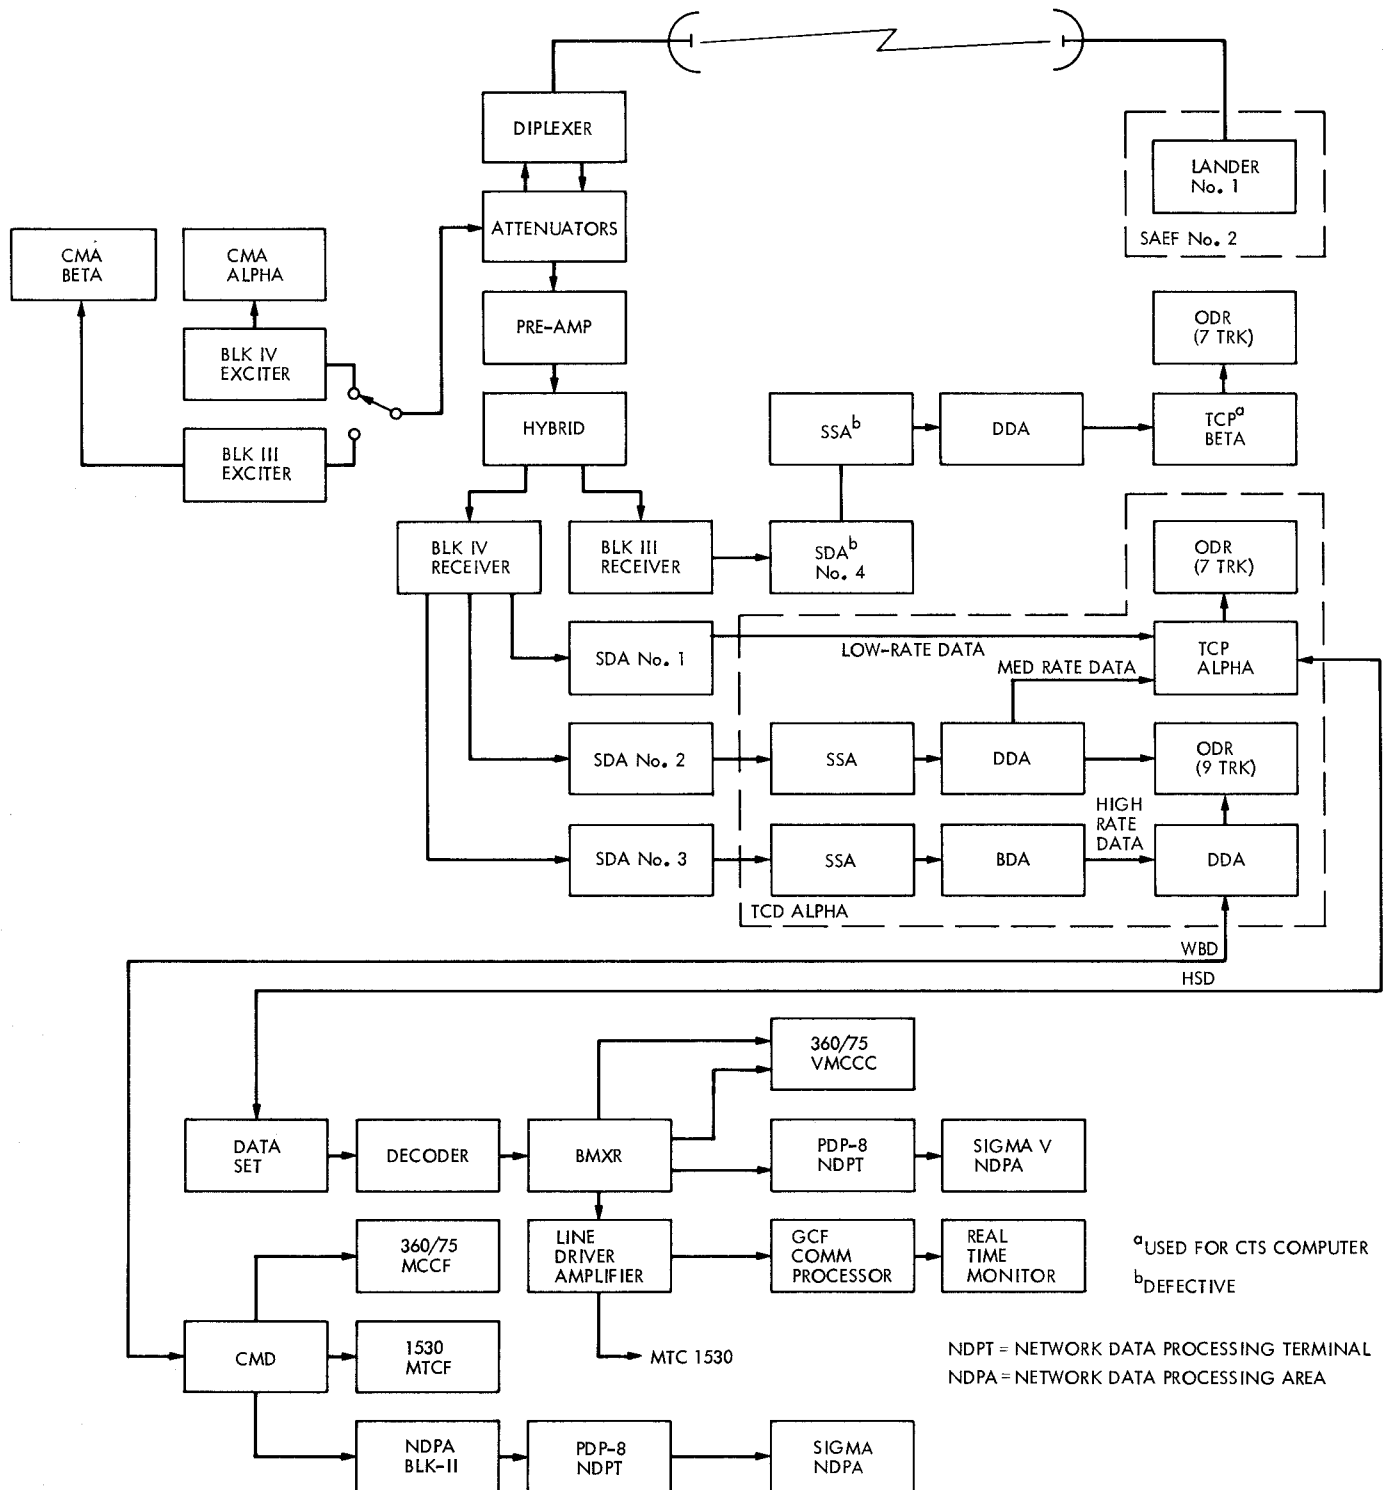 DIPLEXER
LANDER
No. 1
SAEF No. 2
ATTENUATORS
CMA
BETA
CMA
ALPHA
PRE-AMP
ODR
(7 TRK)
BLK IV
EXCITER
HYBRID
SSAᵇ
DDA
TCPᵃ
BETA
BLK III
EXCITER
BLK IV
RECEIVER
BLK III
RECEIVER
SDAᵇ
No. 4
ODR
(7 TRK)
SDA No. 1
LOW-RATE DATA
TCP
ALPHA
MED RATE DATA
SDA No. 2
SSA
DDA
ODR
(9 TRK)
HIGH
RATE
DATA
SDA No. 3
SSA
BDA
DDA
TCD ALPHA
WBD
HSD
360/75
VMCCC
DATA
SET
DECODER
BMXR
PDP-8
NDPT
SIGMA V
NDPA
360/75
MCCF
LINE
DRIVER
AMPLIFIER
GCF
COMM
PROCESSOR
REAL
TIME
MONITOR
ᵃUSED FOR CTS COMPUTER
ᵇDEFECTIVE
CMD
1530
MTCF
MTC 1530
NDPT = NETWORK DATA PROCESSING TERMINAL
NDPA = NETWORK DATA PROCESSING AREA
NDPA
BLK-II
PDP-8
NDPT
SIGMA
NDPA